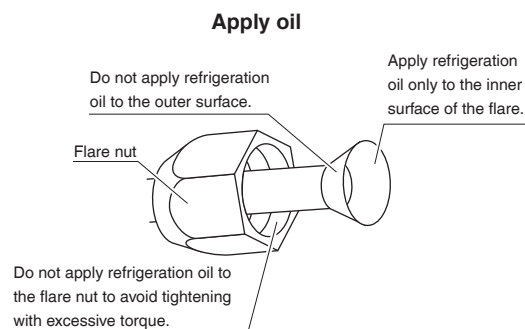 Apply oil
Apply refrigeration
oil only to the inner
surface of the flare.
Do not apply refrigeration
oil to the outer surface.
Flare nut
Do not apply refrigeration oil to
the flare nut to avoid tightening
with excessive torque.